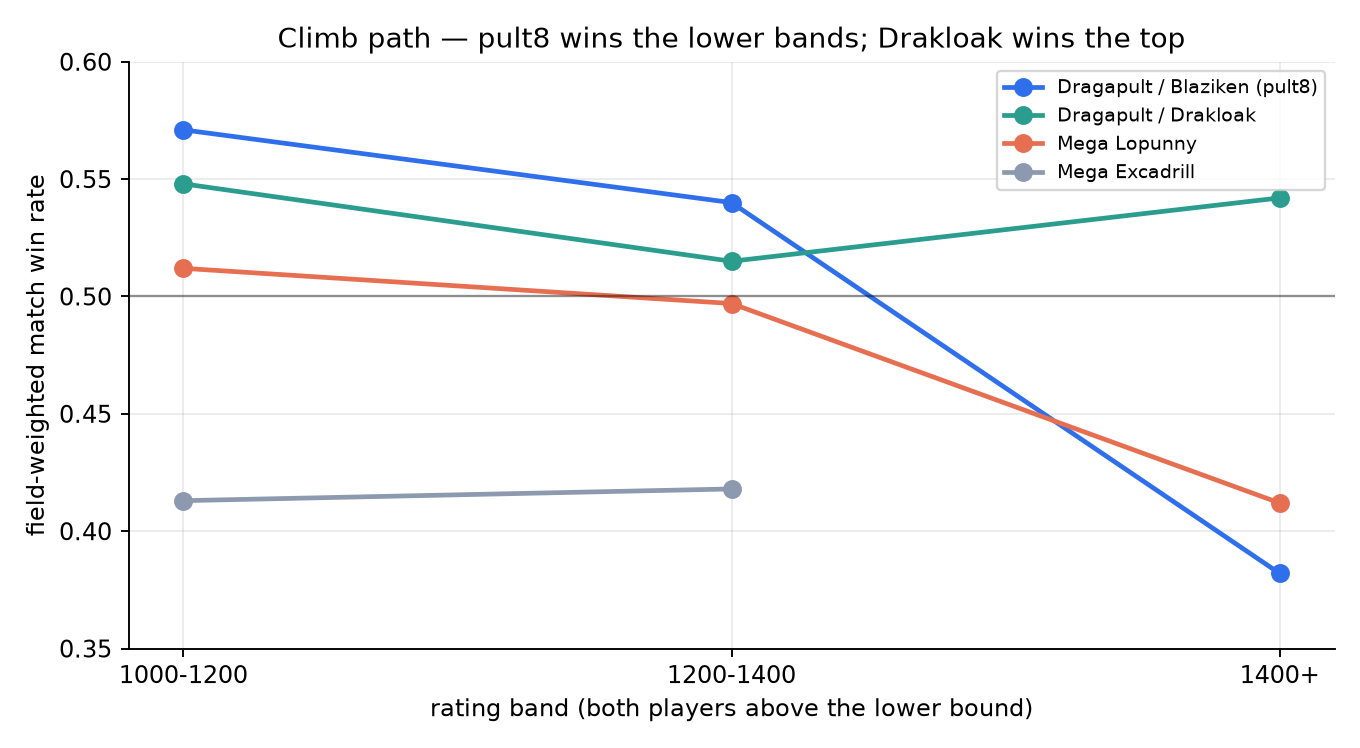 Climb path — pult8 wins the lower bands; Drakloak wins the top
0.60
0.55
0.50
0.45
0.40
0.35
field-weighted match win rate
Dragapult / Blaziken (pult8)
Dragapult / Drakloak
Mega Lopunny
Mega Excadrill
1000-1200
1200-1400
1400+
rating band (both players above the lower bound)